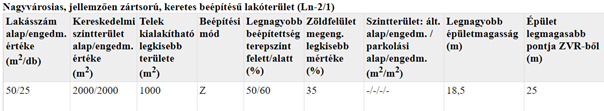 Nagyvárosias, jellemzően zártsorú, keretes beépítésű lakóterület (Ln-2/1)
Lakásszám alap/engedm. értéke (m²/db)
Kereskedelmi szintterület alap/engedm. értéke (m²)
Telek kialakítható legkisebb területe (m²)
Beépítési mód
Legnagyobb beépítettség terepszint felett/alatt (%)
Zöldfelület megeng. legkisebb mértéke (%)
Szintterület: ált. alap/engedm. / parkolási alap/engedm. (m²/m²)
Legnagyobb épületmagasság (m)
Épület legmagasabb pontja ZVR-ből (m)
50/25 2000/2000 1000 Z 50/60 35 -/-/-/- 18,5 25